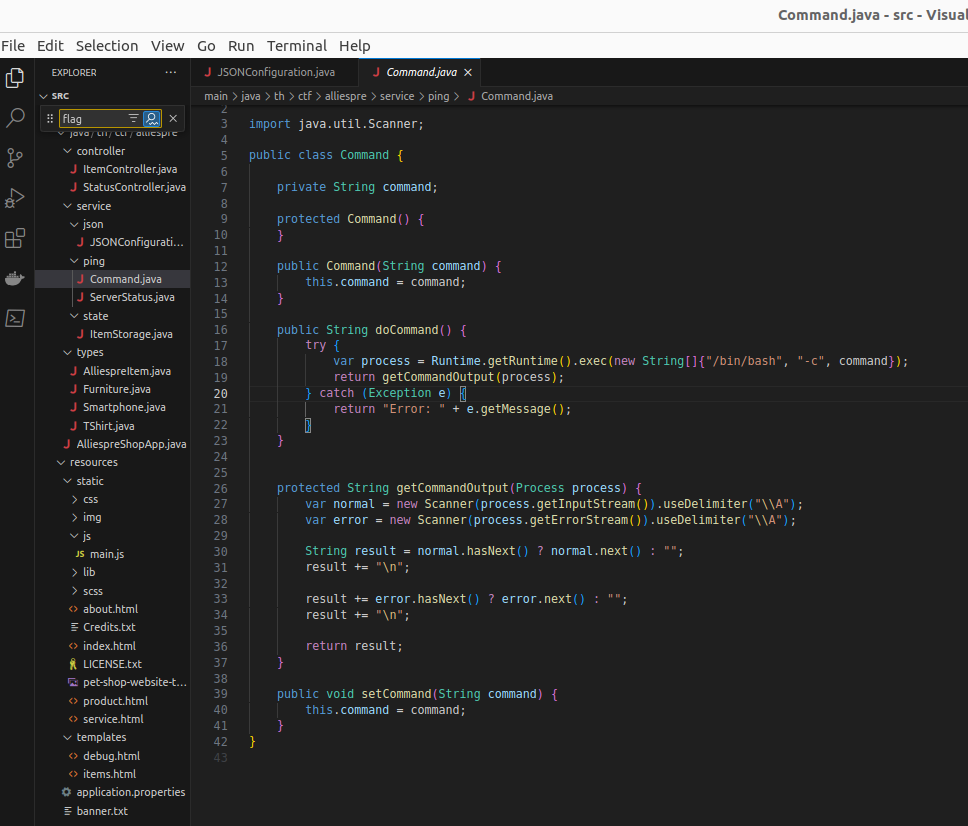 Command.java - src - Visual
File Edit Selection View Go Run Terminal Help
EXPLORER ···
JSONConfiguration.java
Command.java
SRC
main > java > th > ctf > alliespre > service > ping > Command.java
flag
java/th/ctf/alliespre
controller
ItemController.java
StatusController.java
service
json
JSONConfigurati...
ping
Command.java
ServerStatus.java
state
ItemStorage.java
types
AlliespreItem.java
Furniture.java
Smartphone.java
TShirt.java
AlliespreShopApp.java
resources
static
css
img
js
JS main.js
lib
scss
about.html
Credits.txt
index.html
LICENSE.txt
pet-shop-website-t...
product.html
service.html
templates
debug.html
items.html
application.properties
banner.txt
2
3 import java.util.Scanner;
4
5 public class Command {
6
7 private String command;
8
9 protected Command() {
10 }
11
12 public Command(String command) {
13 this.command = command;
14 }
15
16 public String doCommand() {
17 try {
18 var process = Runtime.getRuntime().exec(new String[]{"/bin/bash", "-c", command});
19 return getCommandOutput(process);
20 } catch (Exception e) {
21 return "Error: " + e.getMessage();
22 }
23 }
24
25
26 protected String getCommandOutput(Process process) {
27 var normal = new Scanner(process.getInputStream()).useDelimiter("\\A");
28 var error = new Scanner(process.getErrorStream()).useDelimiter("\\A");
29
30 String result = normal.hasNext() ? normal.next() : "";
31 result += "\n";
32
33 result += error.hasNext() ? error.next() : "";
34 result += "\n";
35
36 return result;
37 }
38
39 public void setCommand(String command) {
40 this.command = command;
41 }
42 }
43